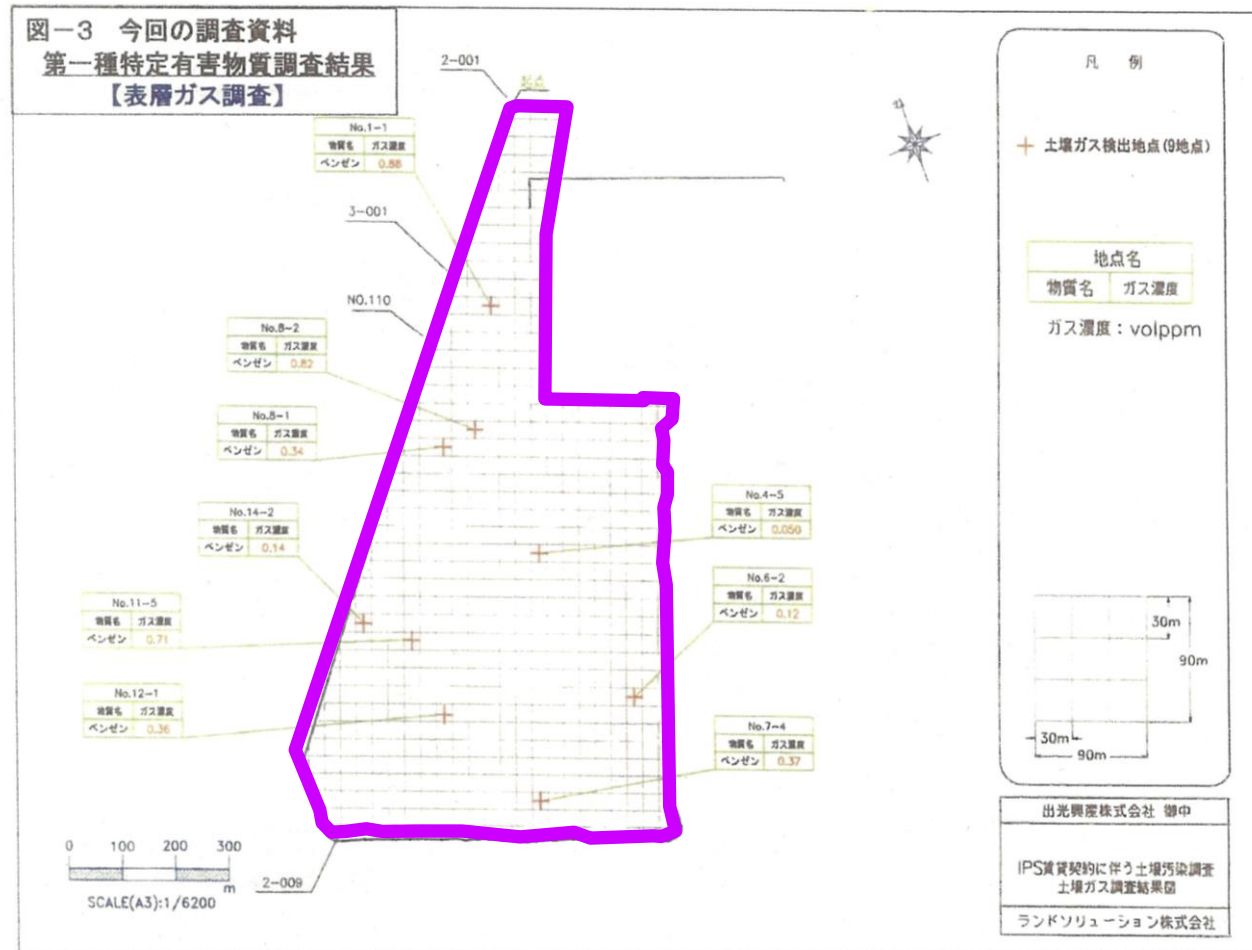 図－3 今回の調査資料
第一種特定有害物質調査結果
【表層ガス調査】
2-001
起点
No.1-1
物質名 ガス濃度
ベンゼン 0.88
3-001
NO.110
No.8-2
物質名 ガス濃度
ベンゼン 0.82
No.8-1
物質名 ガス濃度
ベンゼン 0.34
No.14-2
物質名 ガス濃度
ベンゼン 0.14
No.11-5
物質名 ガス濃度
ベンゼン 0.71
No.12-1
物質名 ガス濃度
ベンゼン 0.36
No.4-5
物質名 ガス濃度
ベンゼン 0.050
No.6-2
物質名 ガス濃度
ベンゼン 0.12
No.7-4
物質名 ガス濃度
ベンゼン 0.37
0 100 200 300
m
SCALE(A3):1/6200
2-009
凡 例
土壌ガス検出地点(9地点)
地点名
物質名 ガス濃度
ガス濃度：volppm
30m
90m
30m
90m
出光興産株式会社 御中
IPS賃貸契約に伴う土壌汚染調査
土壌ガス調査結果図
ランドソリューション株式会社